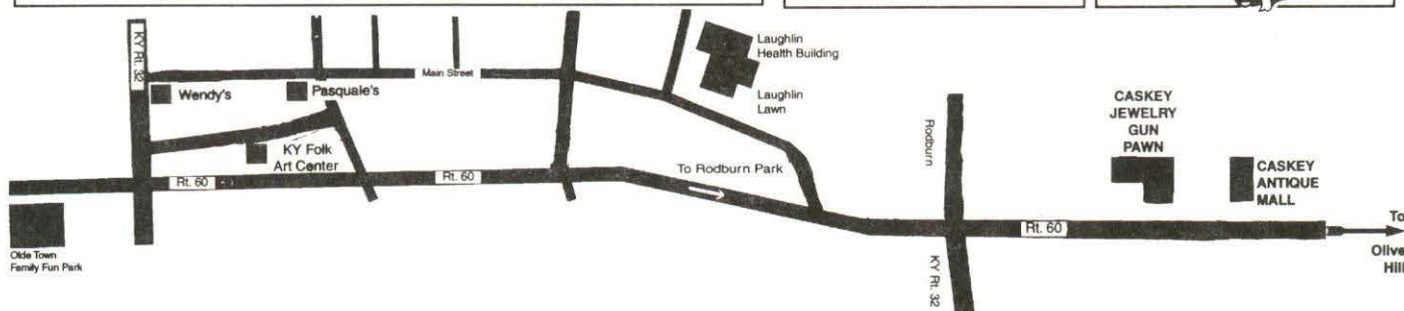 KY Rt. 32
Wendy's
Pasquale's
Main Street
KY Folk
Art Center
Rt. 60
Rt. 60
Olde Town
Family Fun Park
Laughlin
Health Building
Laughlin
Lawn
To Rodburn Park
Rodburn
KY Rt. 32
CASKEY
JEWELRY
GUN
PAWN
CASKEY
ANTIQUE
MALL
Rt. 60
To
Olive
Hill